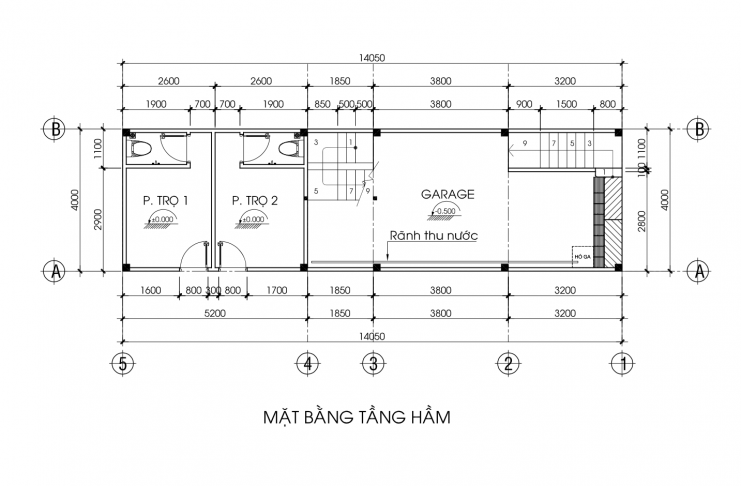 14050
2600 2600 1850 3800 3200
1900 700 700 1900 850 500 500 3800 900 1500 800
B B
1100 3 1 9 7 5 3 1100
100
4000 P. TRỌ 1 P. TRỌ 2 5 7 9 GARAGE 4000
±0.000 ±0.000 -0.500
2900 2800
Rãnh thu nước
HỐ GA
A A
1600 800 300 800 1700 1850 3800 3200
5200 1850 3800 3200
14050
5 4 3 2 1
MẶT BẰNG TẦNG HẦM